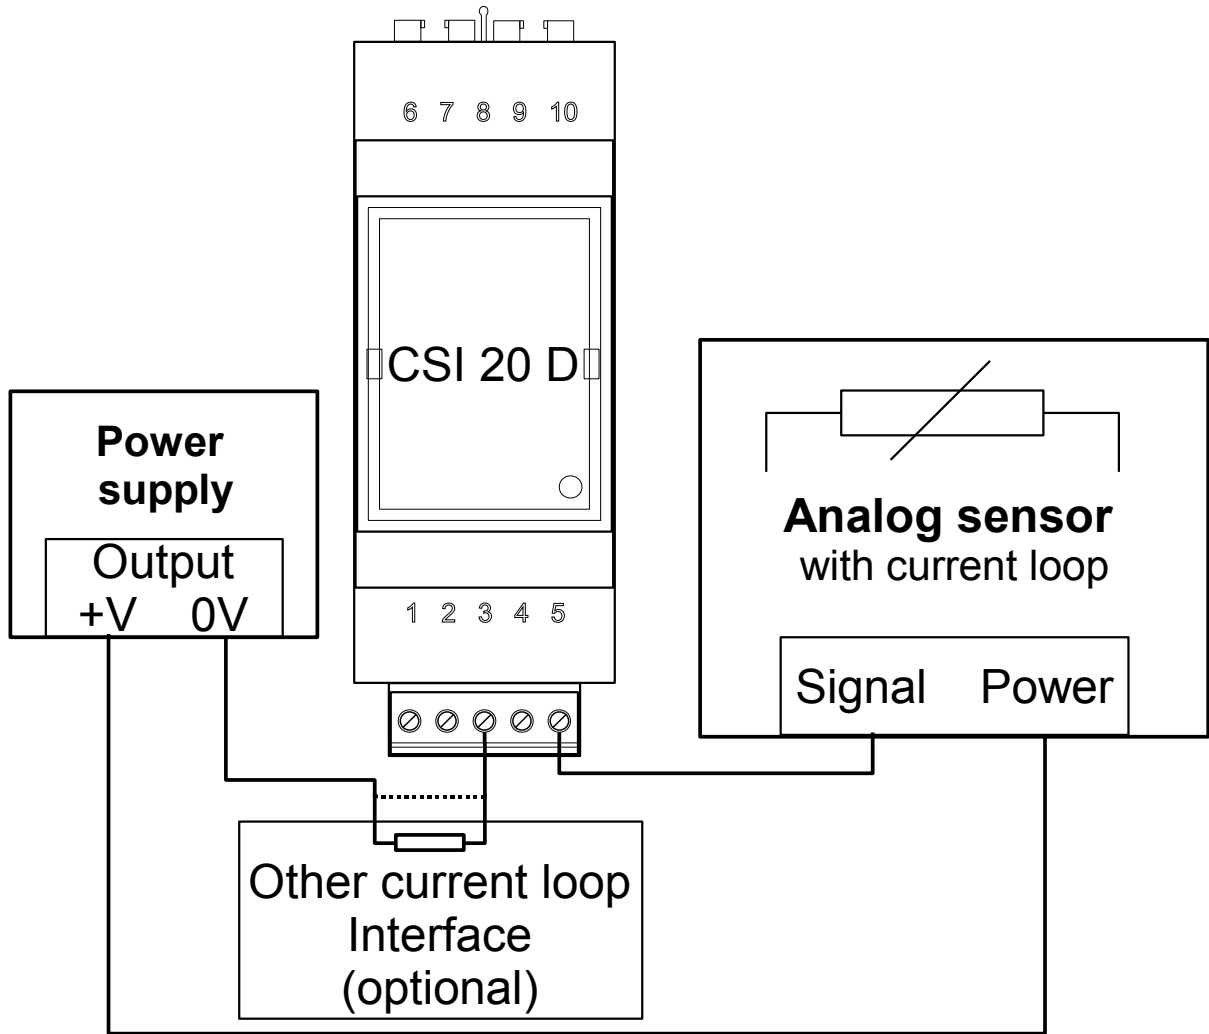 6 7 8 9 10
CSI 20 D
Power
supply
Output
+V 0V
1 2 3 4 5
Analog sensor
with current loop
Signal Power
Other current loop
Interface
(optional)